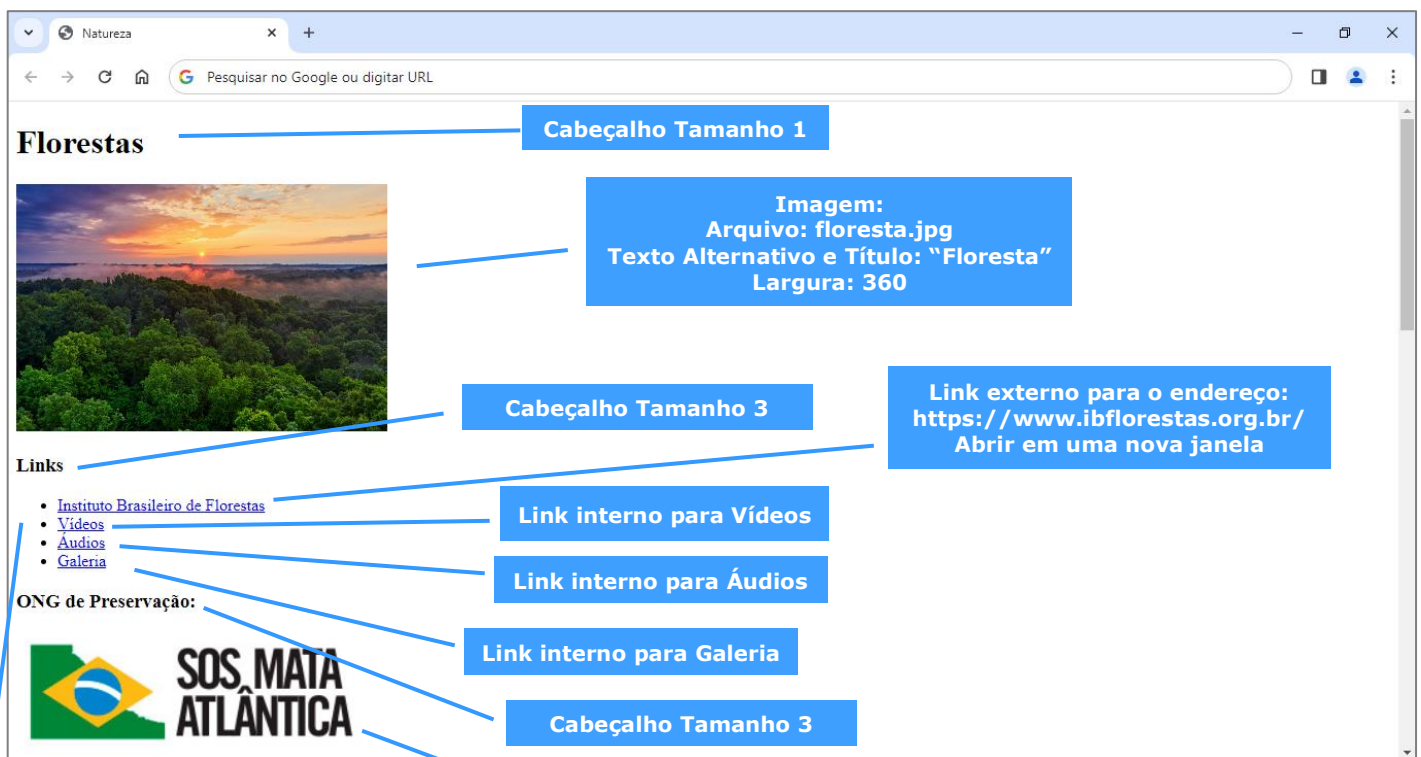 Natureza
Pesquisar no Google ou digitar URL
Florestas
Cabeçalho Tamanho 1
Imagem:
Arquivo: floresta.jpg
Texto Alternativo e Título: “Floresta”
Largura: 360
Cabeçalho Tamanho 3
Link externo para o endereço:
https://www.ibflorestas.org.br/
Abrir em uma nova janela
Links
Instituto Brasileiro de Florestas
Vídeos
Áudios
Galeria
Link interno para Vídeos
Link interno para Áudios
Link interno para Galeria
ONG de Preservação:
SOS MATA
ATLÂNTICA
Cabeçalho Tamanho 3